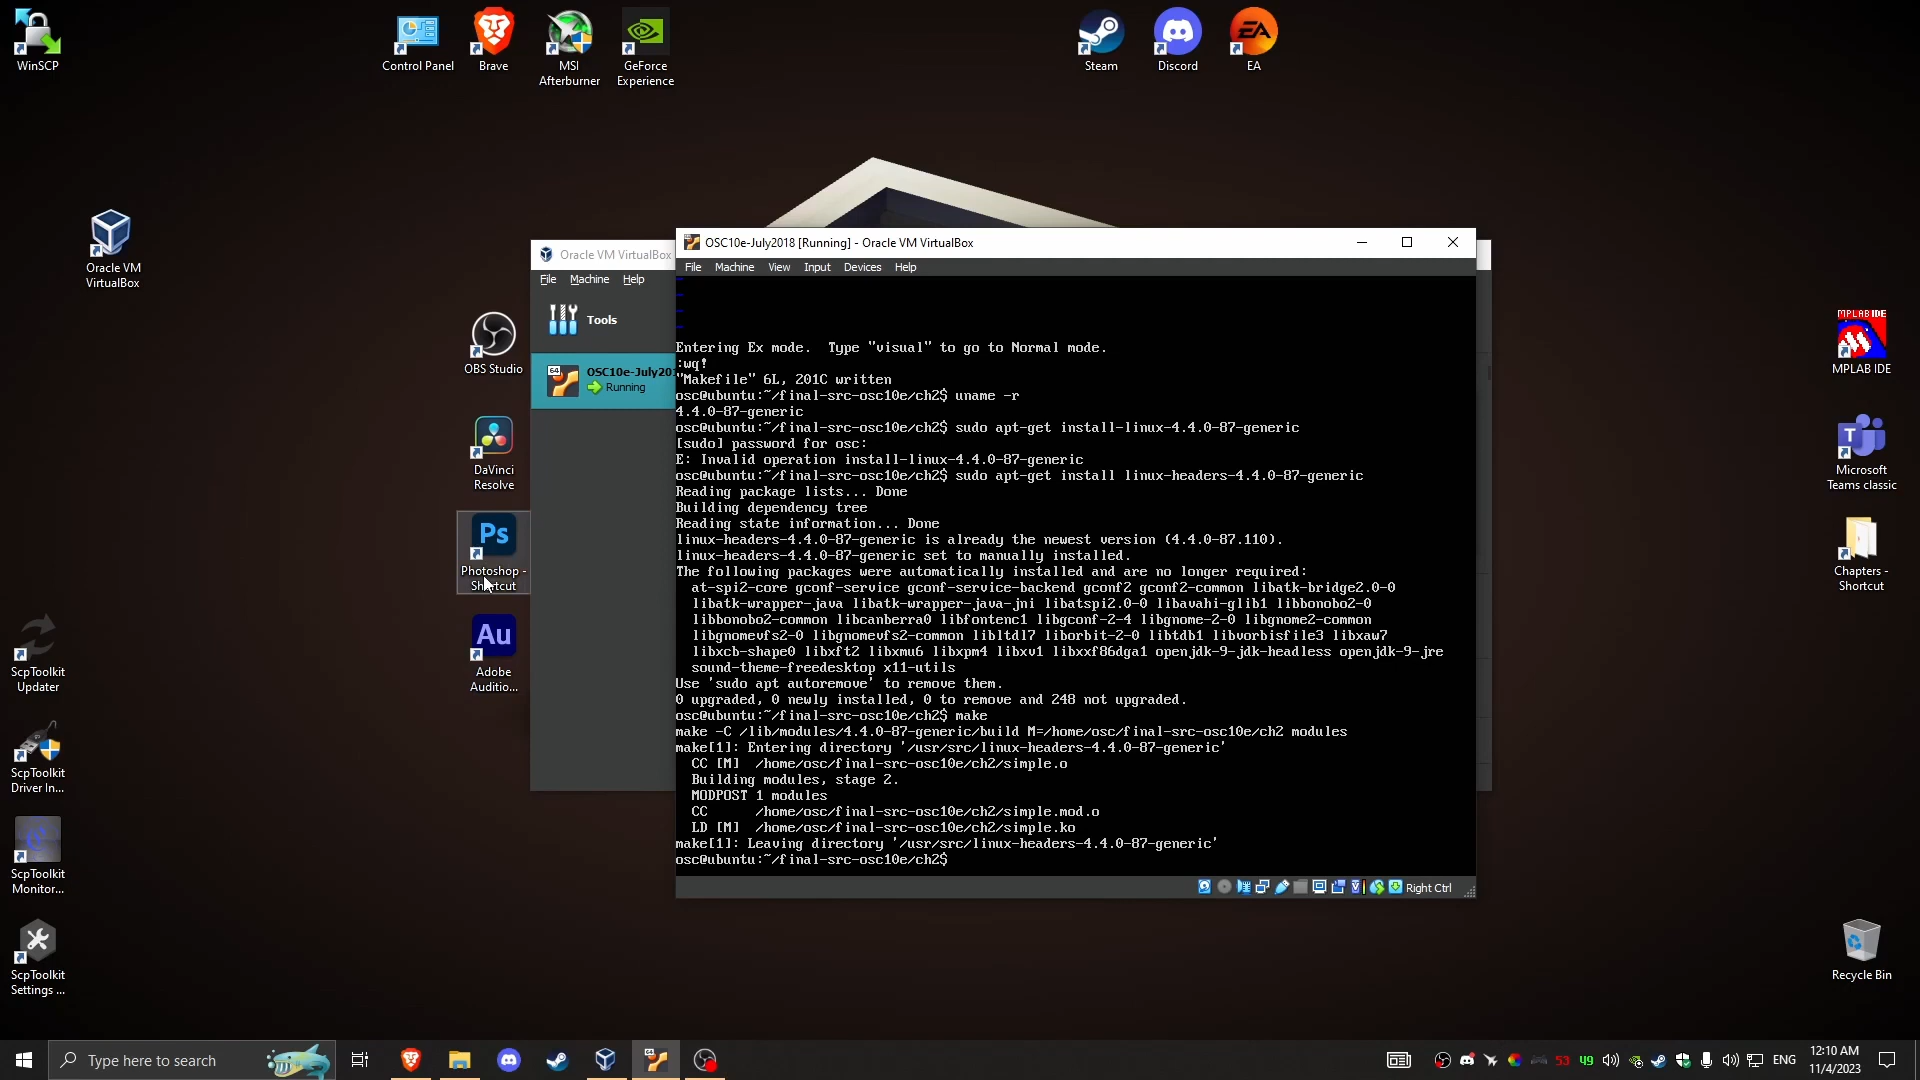 WinSCP
Control Panel
Brave
MSI
Afterburner
GeForce
Experience
Steam
Discord
EA
EA
Oracle VM
VirtualBox
OBS Studio
DaVinci
Resolve
Ps
Photoshop -
Shortcut
Au
Adobe
Auditio...
ScpToolkit
Updater
ScpToolkit
Driver In...
ScpToolkit
Monitor...
ScpToolkit
Settings ...
MPLAB IDE
MPLAB IDE
Microsoft
Teams classic
Chapters -
Shortcut
Recycle Bin
Oracle VM VirtualBox
File Machine Help
Tools
64
OSC10e-July201
Running
OSC10e-July2018 [Running] - Oracle VM VirtualBox
File Machine View Input Devices Help
~
~
~
~
Entering Ex mode.  Type "visual" to go to Normal mode.
:wq!
"Makefile" 6L, 201C written
osc@ubuntu:~/final-src-osc10e/ch2$ uname -r
4.4.0-87-generic
osc@ubuntu:~/final-src-osc10e/ch2$ sudo apt-get install-linux-4.4.0-87-generic
[sudo] password for osc:
E: Invalid operation install-linux-4.4.0-87-generic
osc@ubuntu:~/final-src-osc10e/ch2$ sudo apt-get install linux-headers-4.4.0-87-generic
Reading package lists... Done
Building dependency tree
Reading state information... Done
linux-headers-4.4.0-87-generic is already the newest version (4.4.0-87.110).
linux-headers-4.4.0-87-generic set to manually installed.
The following packages were automatically installed and are no longer required:
  at-spi2-core gconf-service gconf-service-backend gconf2 gconf2-common libatk-bridge2.0-0
  libatk-wrapper-java libatk-wrapper-java-jni libatspi2.0-0 libavahi-glib1 libbonobo2-0
  libbonobo2-common libcanberra0 libfontenc1 libgconf-2-4 libgnome-2-0 libgnome2-common
  libgnomevfs2-0 libgnomevfs2-common libltdl7 liborbit-2-0 libtdb1 libvorbisfile3 libxaw7
  libxcb-shape0 libxft2 libxmu6 libxpm4 libxv1 libxxf86dga1 openjdk-9-jdk-headless openjdk-9-jre
  sound-theme-freedesktop x11-utils
Use 'sudo apt autoremove' to remove them.
0 upgraded, 0 newly installed, 0 to remove and 248 not upgraded.
osc@ubuntu:~/final-src-osc10e/ch2$ make
make -C /lib/modules/4.4.0-87-generic/build M=/home/osc/final-src-osc10e/ch2 modules
make[1]: Entering directory '/usr/src/linux-headers-4.4.0-87-generic'
  CC [M]  /home/osc/final-src-osc10e/ch2/simple.o
  Building modules, stage 2.
  MODPOST 1 modules
  CC      /home/osc/final-src-osc10e/ch2/simple.mod.o
  LD [M]  /home/osc/final-src-osc10e/ch2/simple.ko
make[1]: Leaving directory '/usr/src/linux-headers-4.4.0-87-generic'
osc@ubuntu:~/final-src-osc10e/ch2$
Right Ctrl
Type here to search
53
49
ENG
12:10 AM
11/4/2023